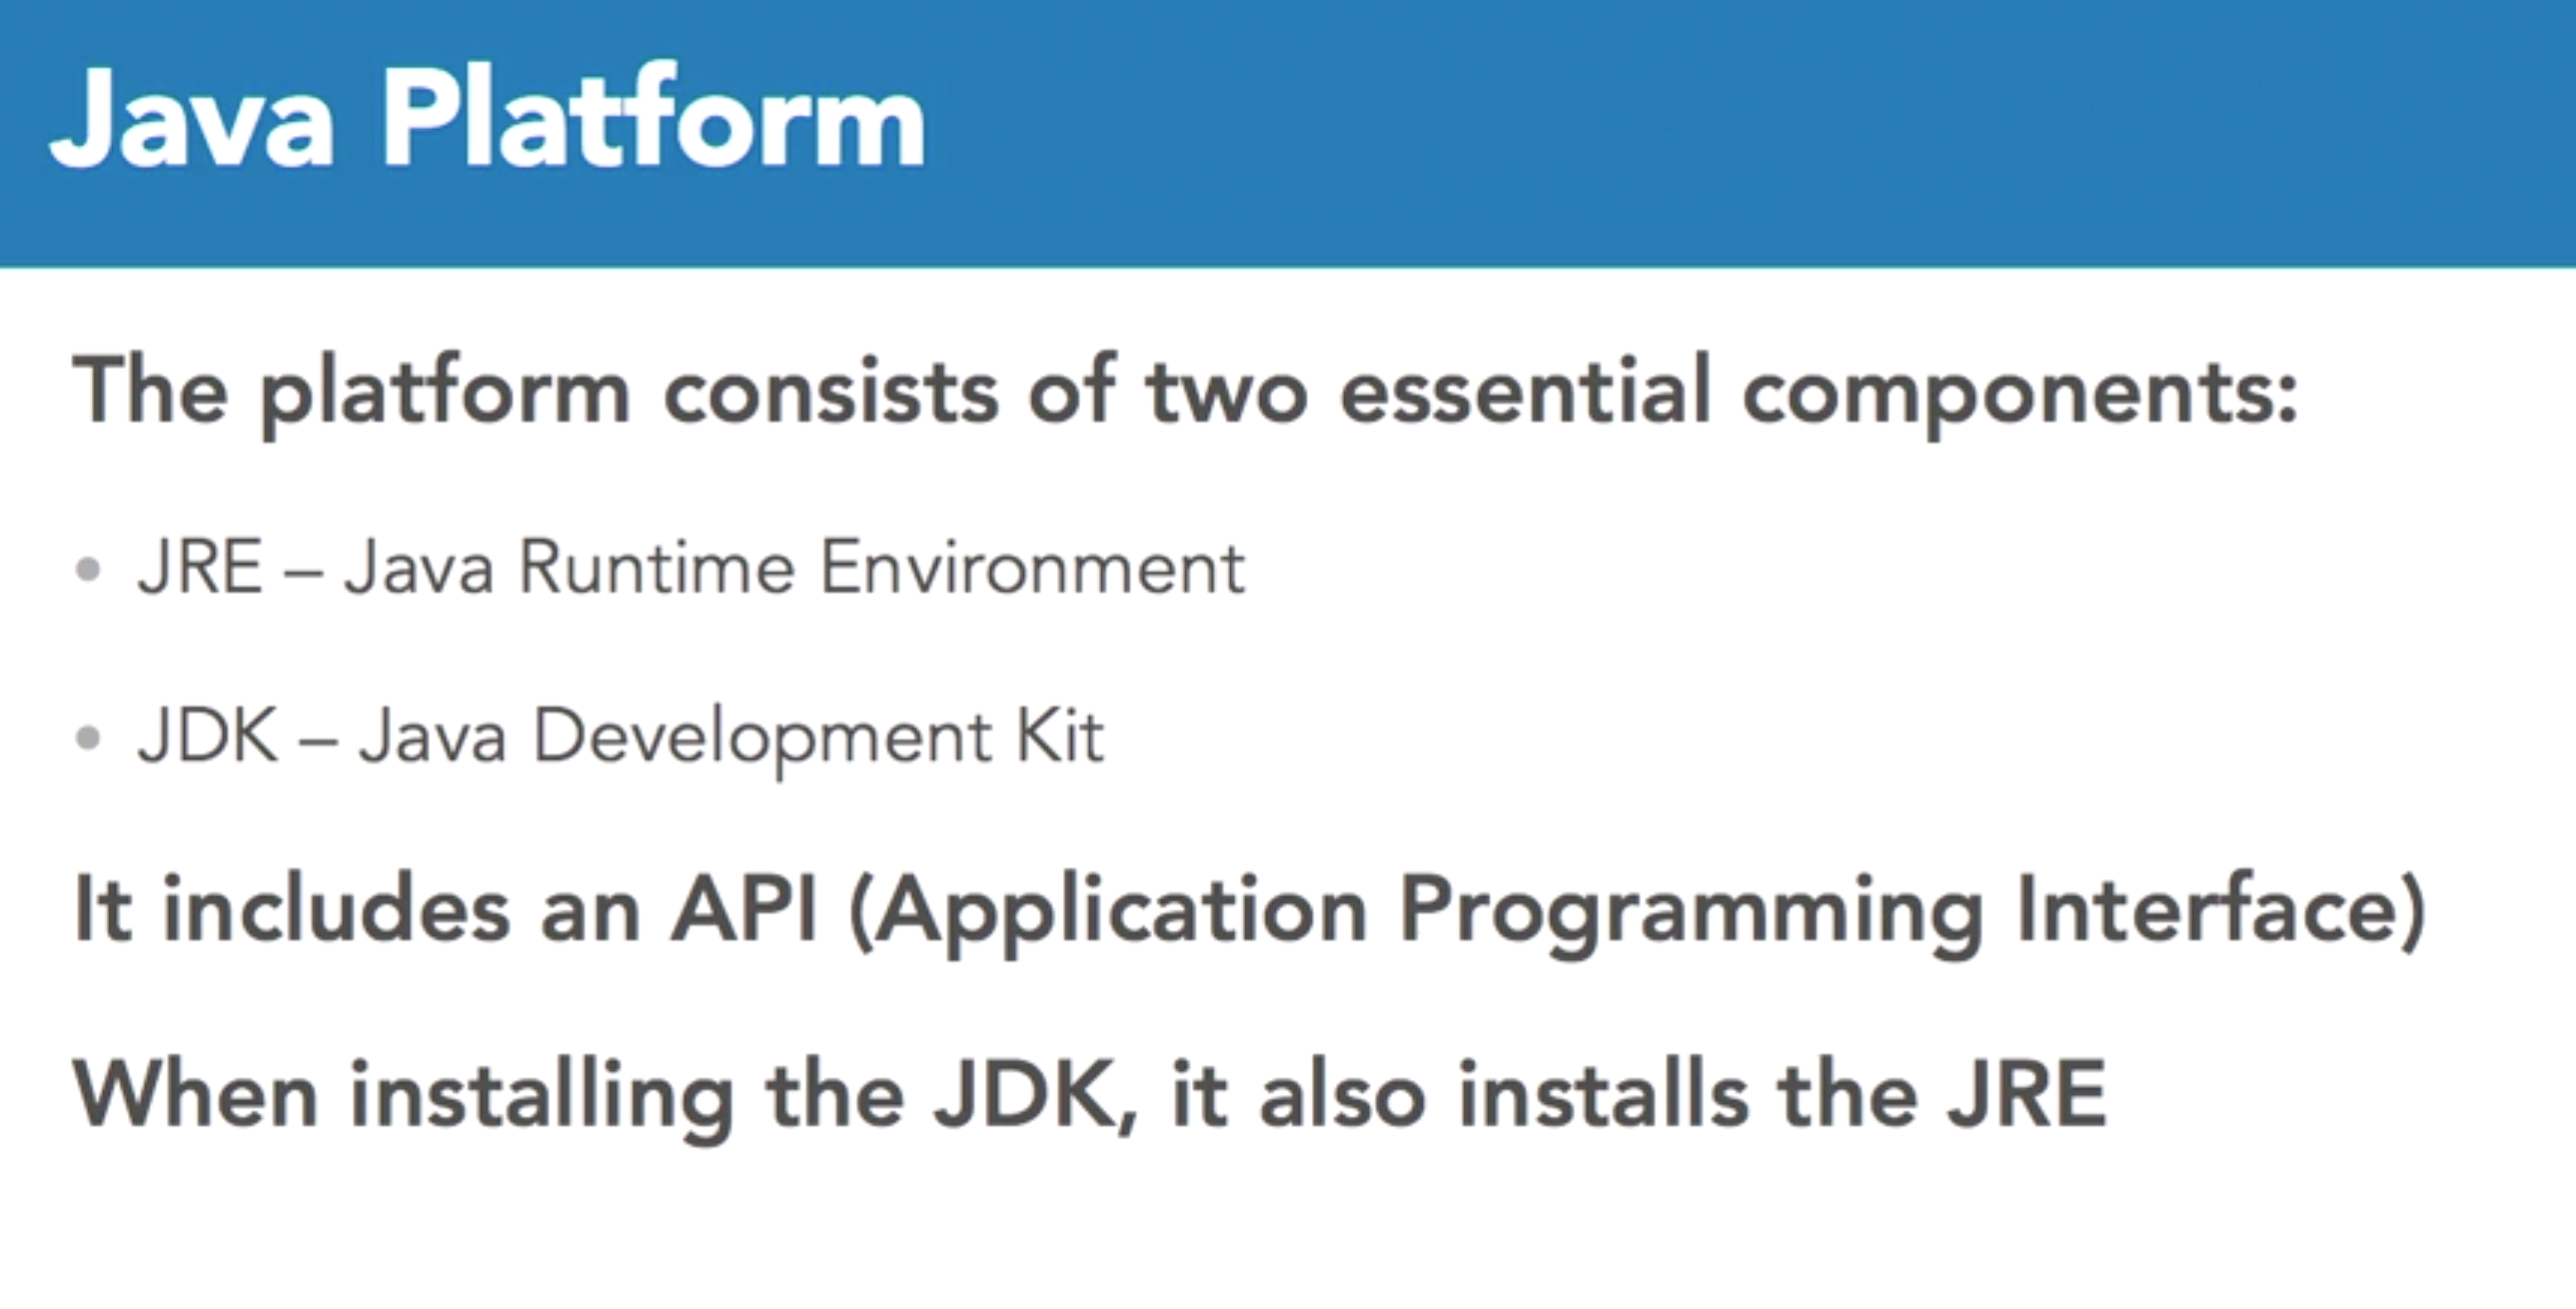 Java Platform
The platform consists of two essential components:
• JRE – Java Runtime Environment
• JDK – Java Development Kit
It includes an API (Application Programming Interface)
When installing the JDK, it also installs the JRE